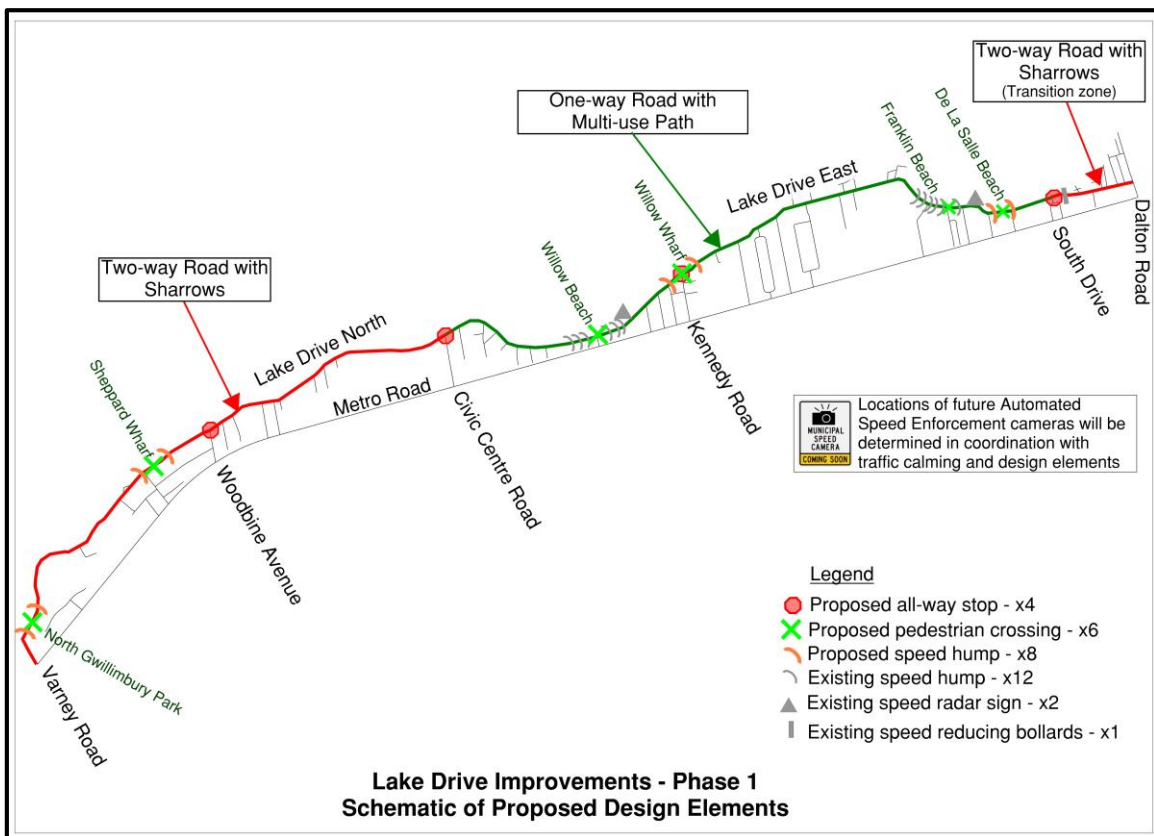 Two-way Road with
Sharrows
(Transition zone)
One-way Road with
Multi-use Path
De La Salle Beach
Franklin Beach
Lake Drive East
Willow Wharf
Dalton Road
South Drive
Two-way Road with
Sharrows
Willow Beach
Lake Drive North
Kennedy Road
Metro Road
Sheppard Wharf
Civic Centre Road
Woodbine Avenue
MUNICIPAL
SPEED
CAMERA
COMING SOON
Locations of future Automated
Speed Enforcement cameras will be
determined in coordination with
traffic calming and design elements
North Gwillimbury Park
Varney Road
Legend
Proposed all-way stop - x4
Proposed pedestrian crossing - x6
Proposed speed hump - x8
Existing speed hump - x12
Existing speed radar sign - x2
Existing speed reducing bollards - x1
Lake Drive Improvements - Phase 1
Schematic of Proposed Design Elements